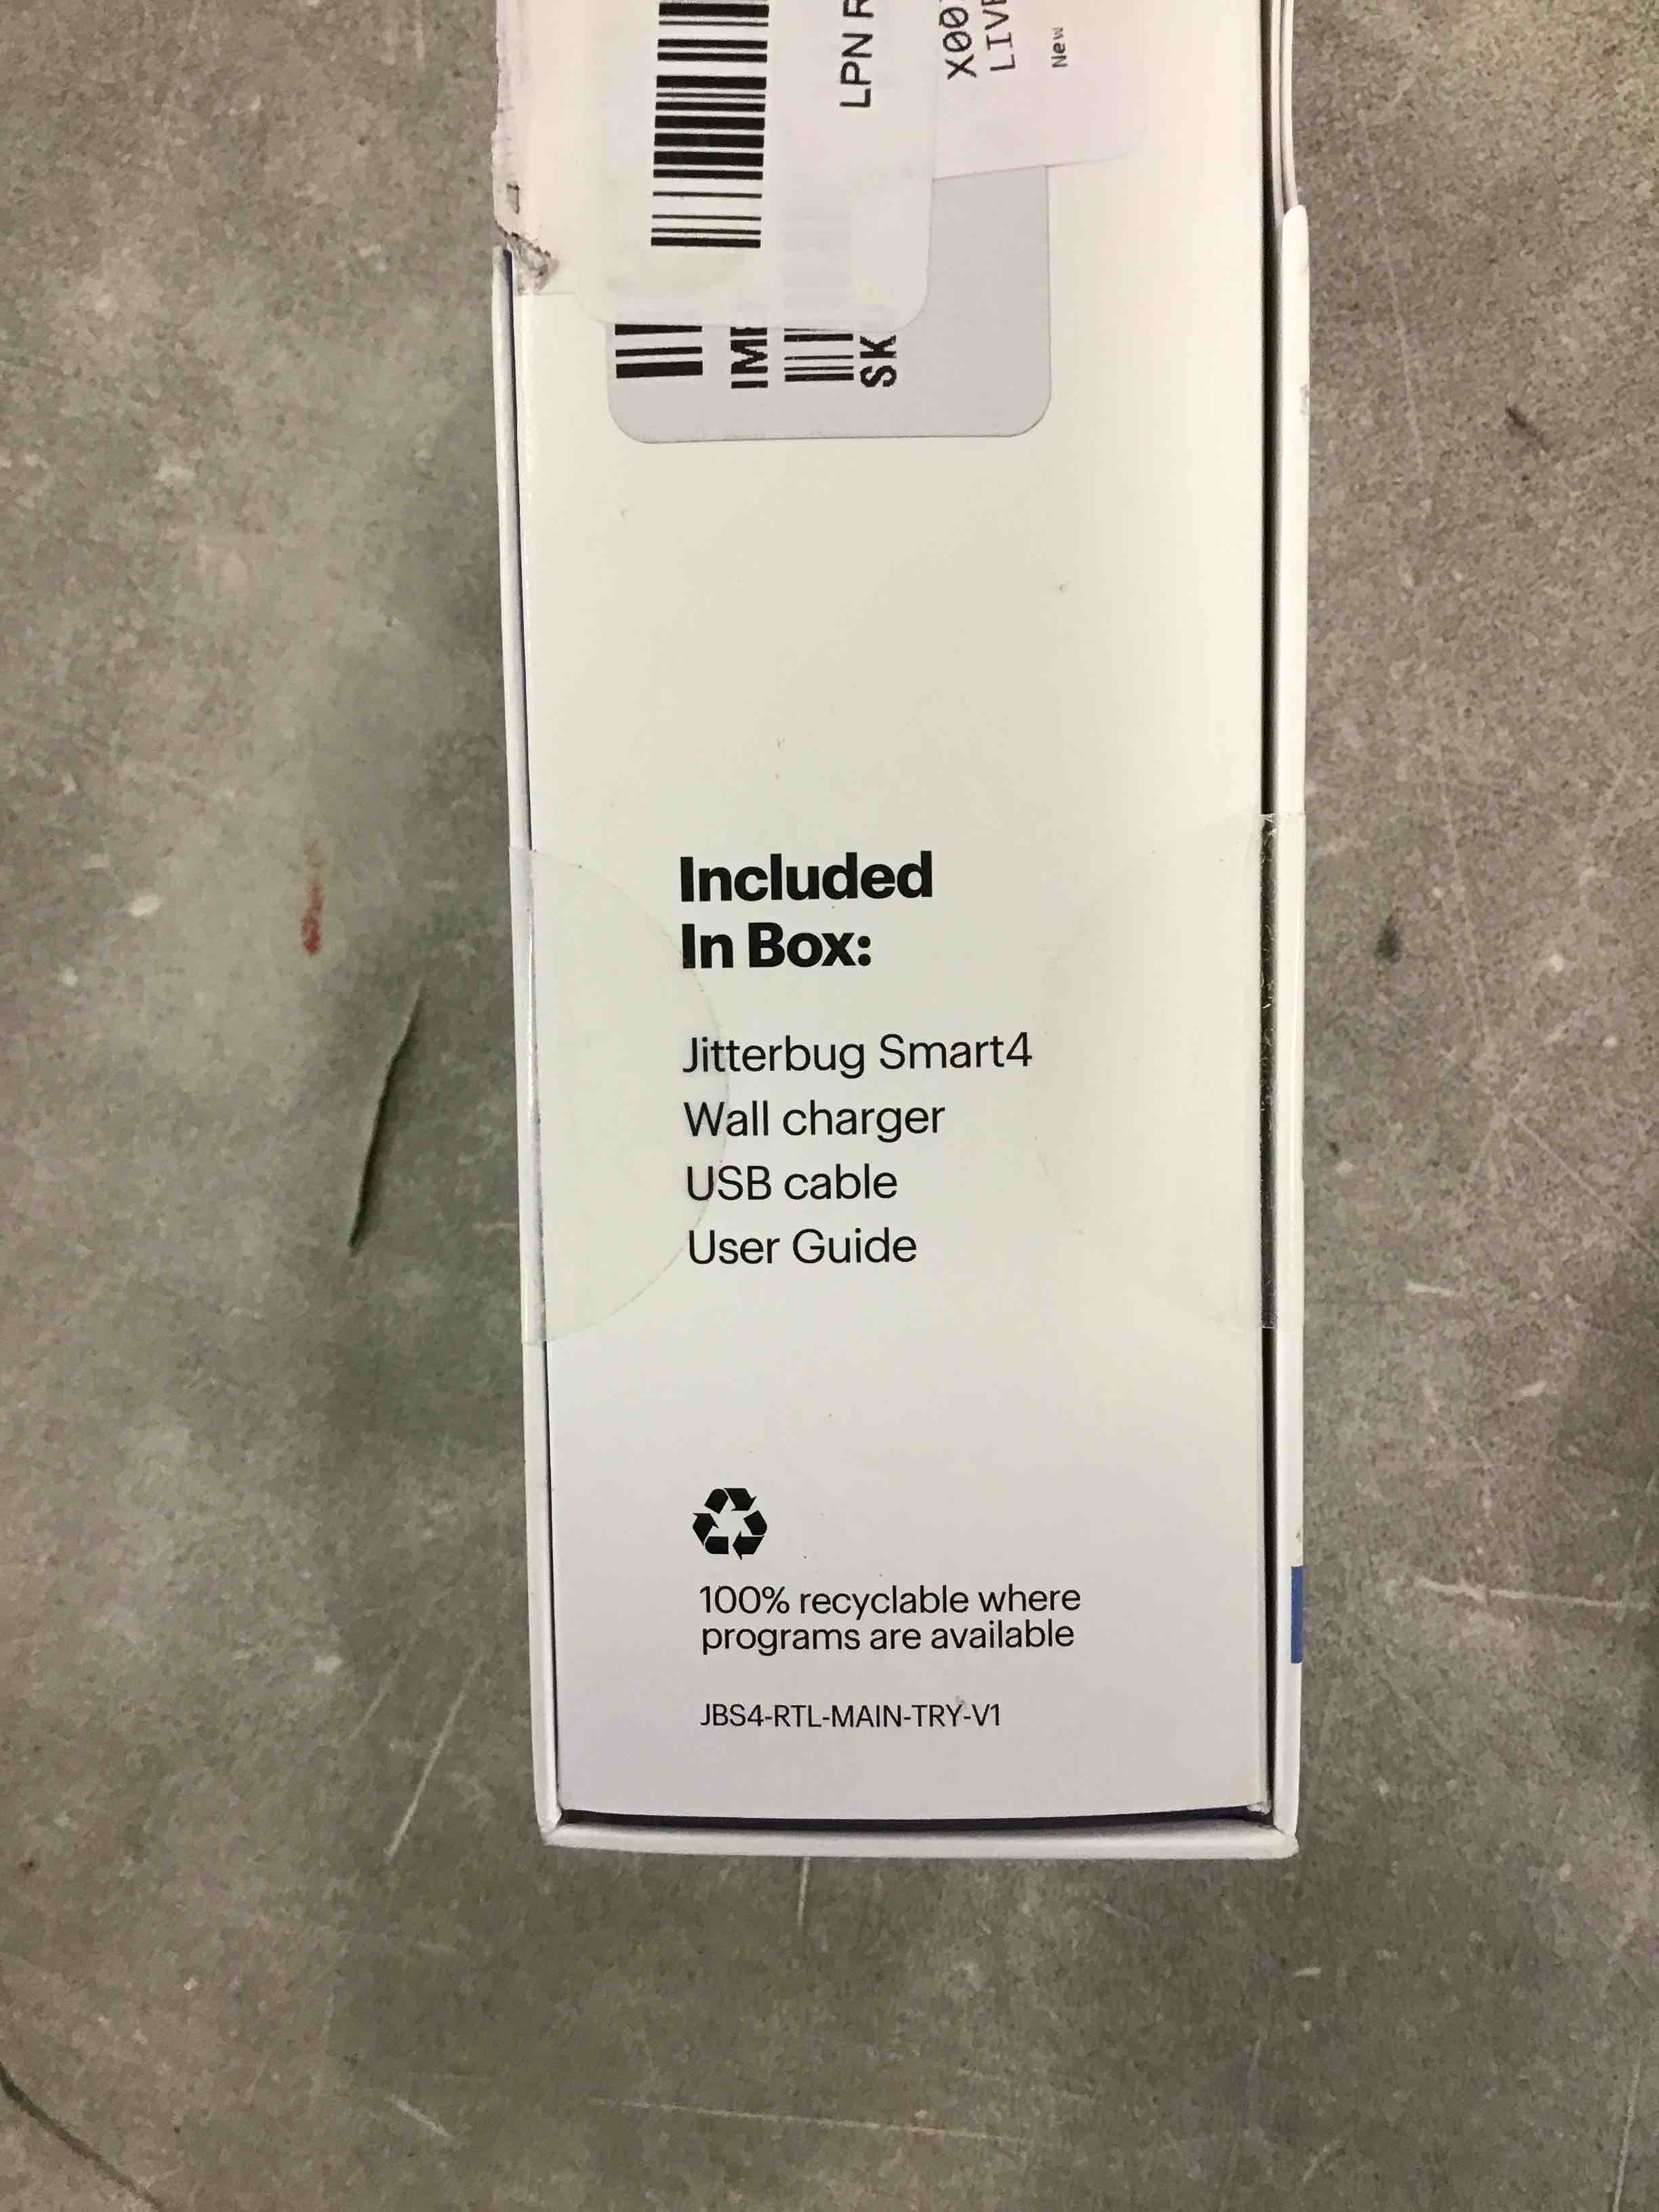 LPN
X00
New
Included
In Box:
Jitterbug Smart4
Wall charger
USB cable
User Guide
100% recyclable where
programs are available
JBS4-RTL-MAIN-TRY-V1